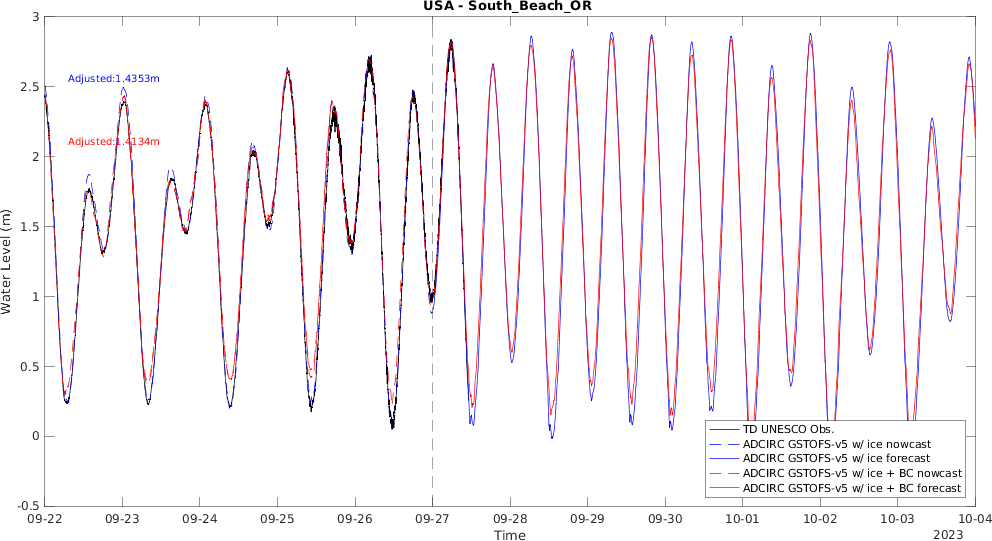 USA - South_Beach_OR
3
2.5
2
1.5
1
0.5
0
-0.5
Water Level (m)
Adjusted:1.4353m
Adjusted:1.4134m
TD UNESCO Obs.
ADCIRC GSTOFS-v5 w/ ice nowcast
ADCIRC GSTOFS-v5 w/ ice forecast
ADCIRC GSTOFS-v5 w/ ice + BC nowcast
ADCIRC GSTOFS-v5 w/ ice + BC forecast
09-22 09-23 09-24 09-25 09-26 09-27 09-28 09-29 09-30 10-01 10-02 10-03 10-04
Time
2023